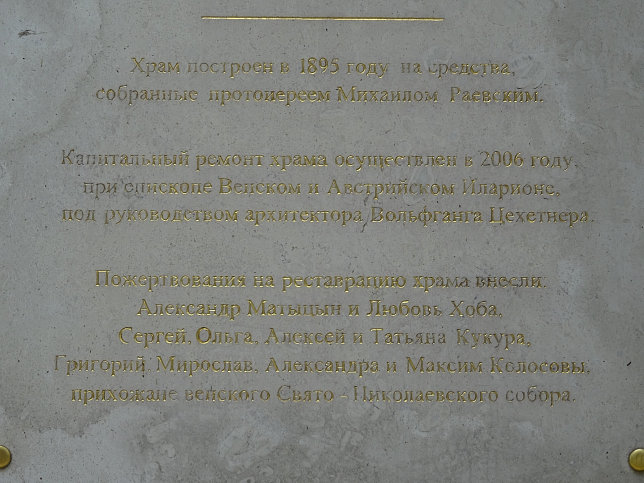 Храм построен в 1895 году на средства,
собранные протоиереем Михаилом Раевским.
Капитальный ремонт храма осуществлен в 2006 году,
при епископе Венском и Австрийском Иларионе,
под руководством архитектора Вольфганга Цехетнера.
Пожертвования на реставрацию храма внесли:
Александр Матыцын и Любовь Хоба,
Сергей, Ольга, Алексей и Татьяна Кукура,
Григорий, Мирослав, Александра и Максим Колосовы,
прихожане венского Свято - Николаевского собора.